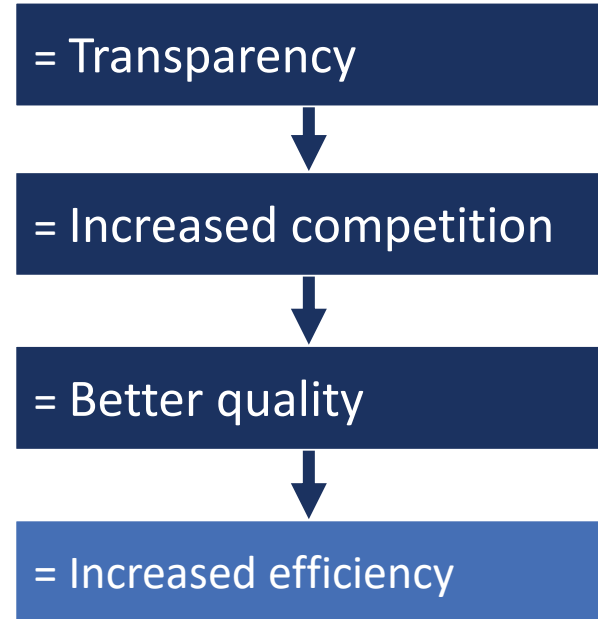 = Transparency
= Increased competition
= Better quality
= Increased efficiency